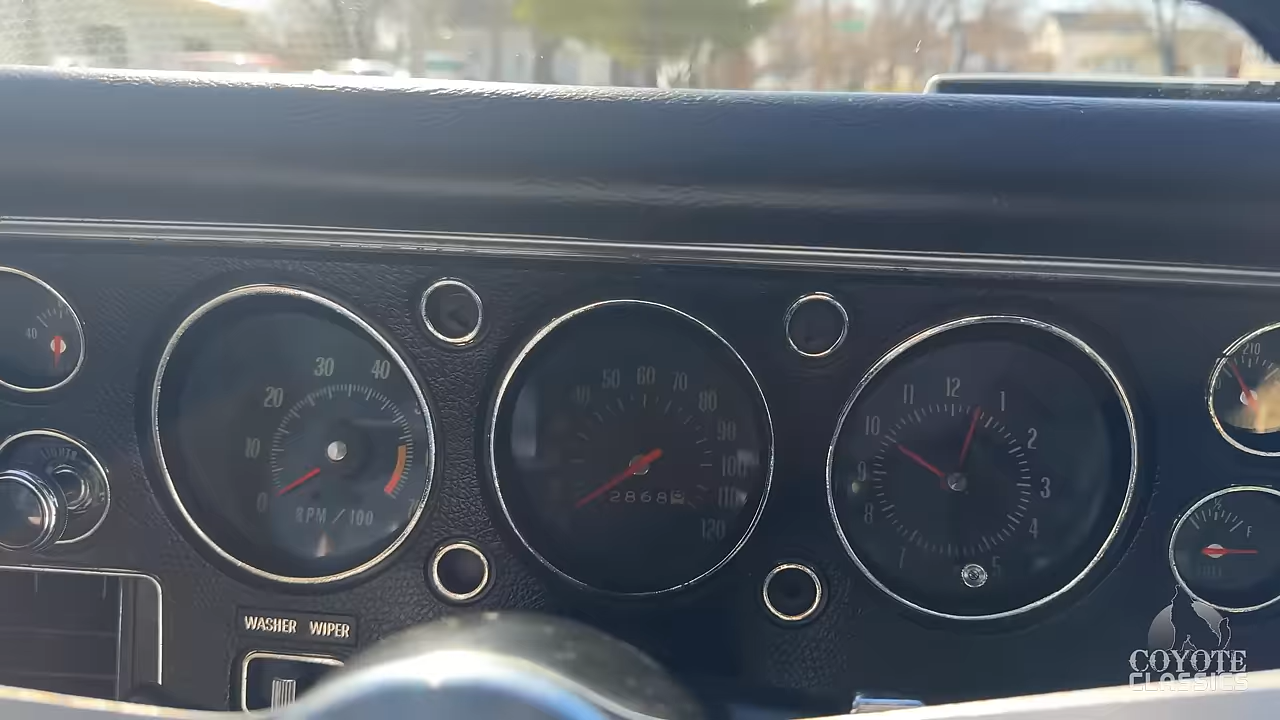 40
LIGHTS
0 10 20 30 40
RPM / 100
40 50 60 70 80 90 100 110 120
2868
12 1 2 3 4 5 7 8 9 10 11
210
F
WASHER WIPER
COYOTE
CLASSICS